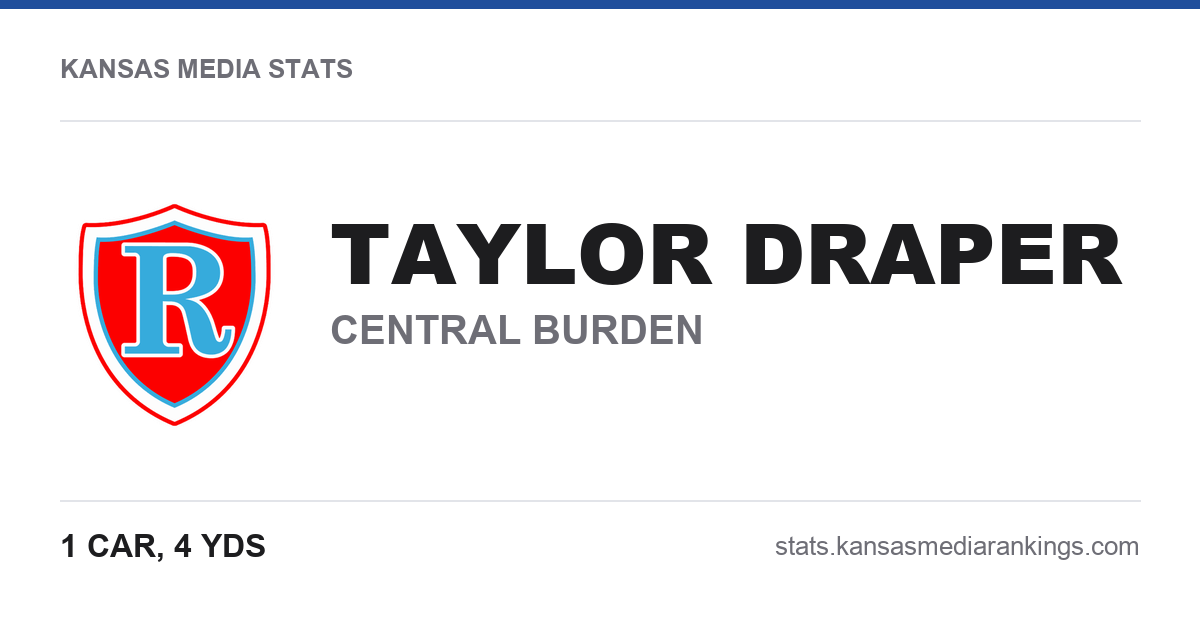 KANSAS MEDIA STATS
R
TAYLOR DRAPER
CENTRAL BURDEN
1 CAR, 4 YDS
stats.kansasmediarankings.com